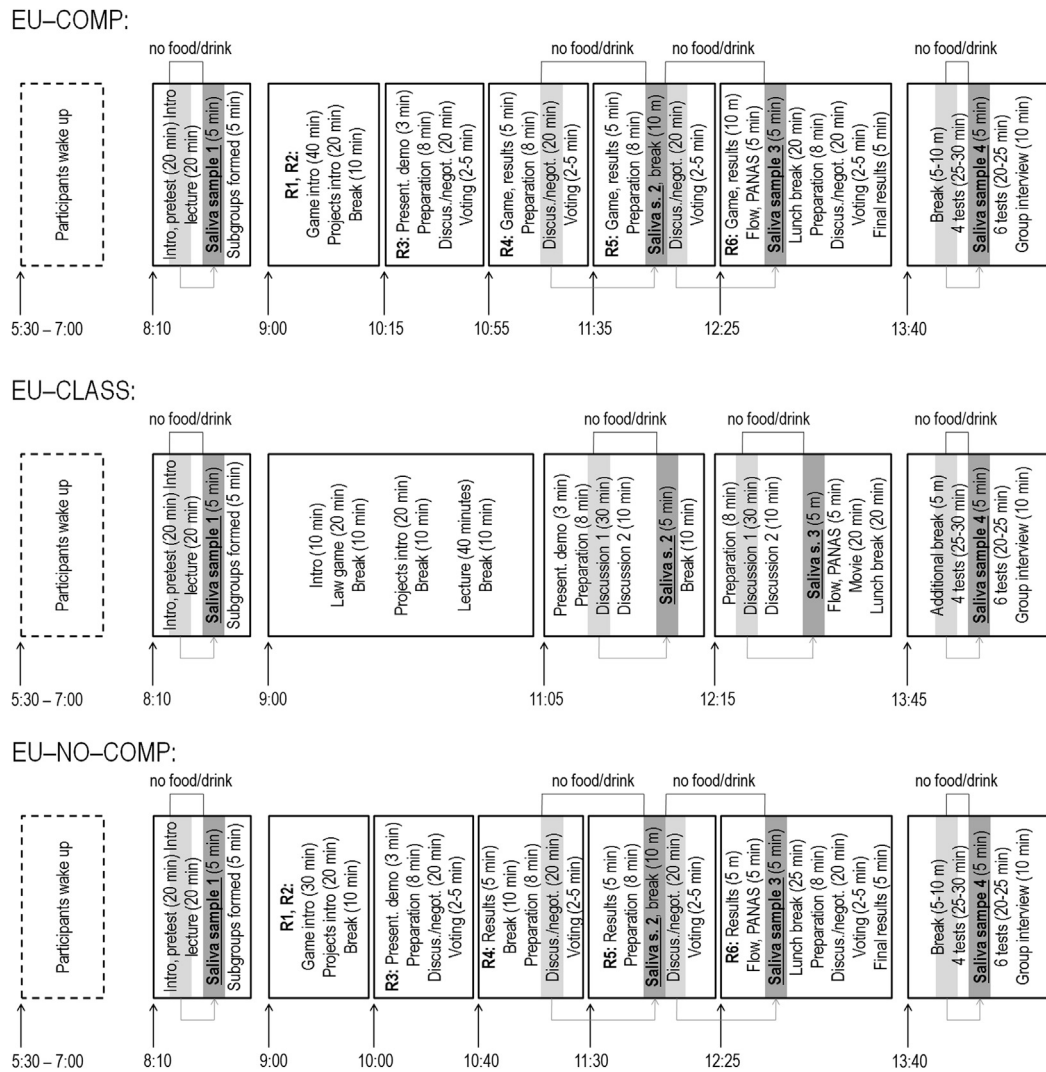 EU–COMP:
no food/drink
no food/drink
no food/drink
no food/drink
Participants wake up
Intro, pretest (20 min) Intro
lecture (20 min)
Saliva sample 1 (5 min)
Subgroups formed (5 min)
R1, R2:
Game intro (40 min)
Projects intro (20 min)
Break (10 min)
R3: Present. demo (3 min)
Preparation (8 min)
Discus./negot. (20 min)
Voting (2-5 min)
R4: Game, results (5 min)
Preparation (8 min)
Discus./negot. (20 min)
Voting (2-5 min)
R5: Game, results (5 min)
Preparation (8 min)
Saliva s. 2, break (10 m)
Discus./negot. (20 min)
Voting (2-5 min)
R6: Game, results (10 m)
Flow, PANAS (5 min)
Saliva sample 3 (5 min)
Lunch break (20 min)
Preparation (8 min)
Discus./negot. (20 min)
Voting (2-5 min)
Final results (5 min)
Break (5-10 m)
4 tests (25-30 min)
Saliva sample 4 (5 min)
6 tests (20-25 min)
Group interview (10 min)
5:30 – 7:00
8:10
9:00
10:15
10:55
11:35
12:25
13:40
EU–CLASS:
no food/drink
no food/drink
no food/drink
no food/drink
Participants wake up
Intro, pretest (20 min) Intro
lecture (20 min)
Saliva sample 1 (5 min)
Subgroups formed (5 min)
Intro (10 min)
Law game (20 min)
Break (10 min)
Projects intro (20 min)
Break (10 min)
Lecture (40 minutes)
Break (10 min)
Present. demo (3 min)
Preparation (8 min)
Discussion 1 (30 min)
Discussion 2 (10 min)
Saliva s. 2 (5 min)
Break (10 min)
Preparation (8 min)
Discussion 1 (30 min)
Discussion 2 (10 min)
Saliva s. 3 (5 m)
Flow, PANAS (5 min)
Movie (20 min)
Lunch break (20 min)
Additional break (5 m)
4 tests (25-30 min)
Saliva sample 4 (5 min)
6 tests (20-25 min)
Group interview (10 min)
5:30 – 7:00
8:10
9:00
11:05
12:15
13:45
EU–NO–COMP:
no food/drink
no food/drink
no food/drink
no food/drink
Participants wake up
Intro, pretest (20 min) Intro
lecture (20 min)
Saliva sample 1 (5 min)
Subgroups formed (5 min)
R1, R2:
Game intro (30 min)
Projects intro (20 min)
Break (10 min)
R3: Present. demo (3 min)
Preparation (8 min)
Discus./negot. (20 min)
Voting (2-5 min)
R4: Results (5 min)
Break (10 min)
Preparation (8 min)
Discus./negot. (20 min)
Voting (2-5 min)
R5: Results (5 min)
Preparation (8 min)
Saliva s. 2, break (10 m)
Discus./negot. (20 min)
Voting (2-5 min)
R6: Results (5 m)
Flow, PANAS (5 min)
Saliva sample 3 (5 min)
Lunch break (25 min)
Preparation (8 min)
Discus./negot. (20 min)
Voting (2-5 min)
Final results (5 min)
Break (5-10 m)
4 tests (25-30 min)
Saliva sampe 4 (5 min)
6 tests (20-25 min)
Group interview (10 min)
5:30 – 7:00
8:10
9:00
10:00
10:40
11:30
12:25
13:40